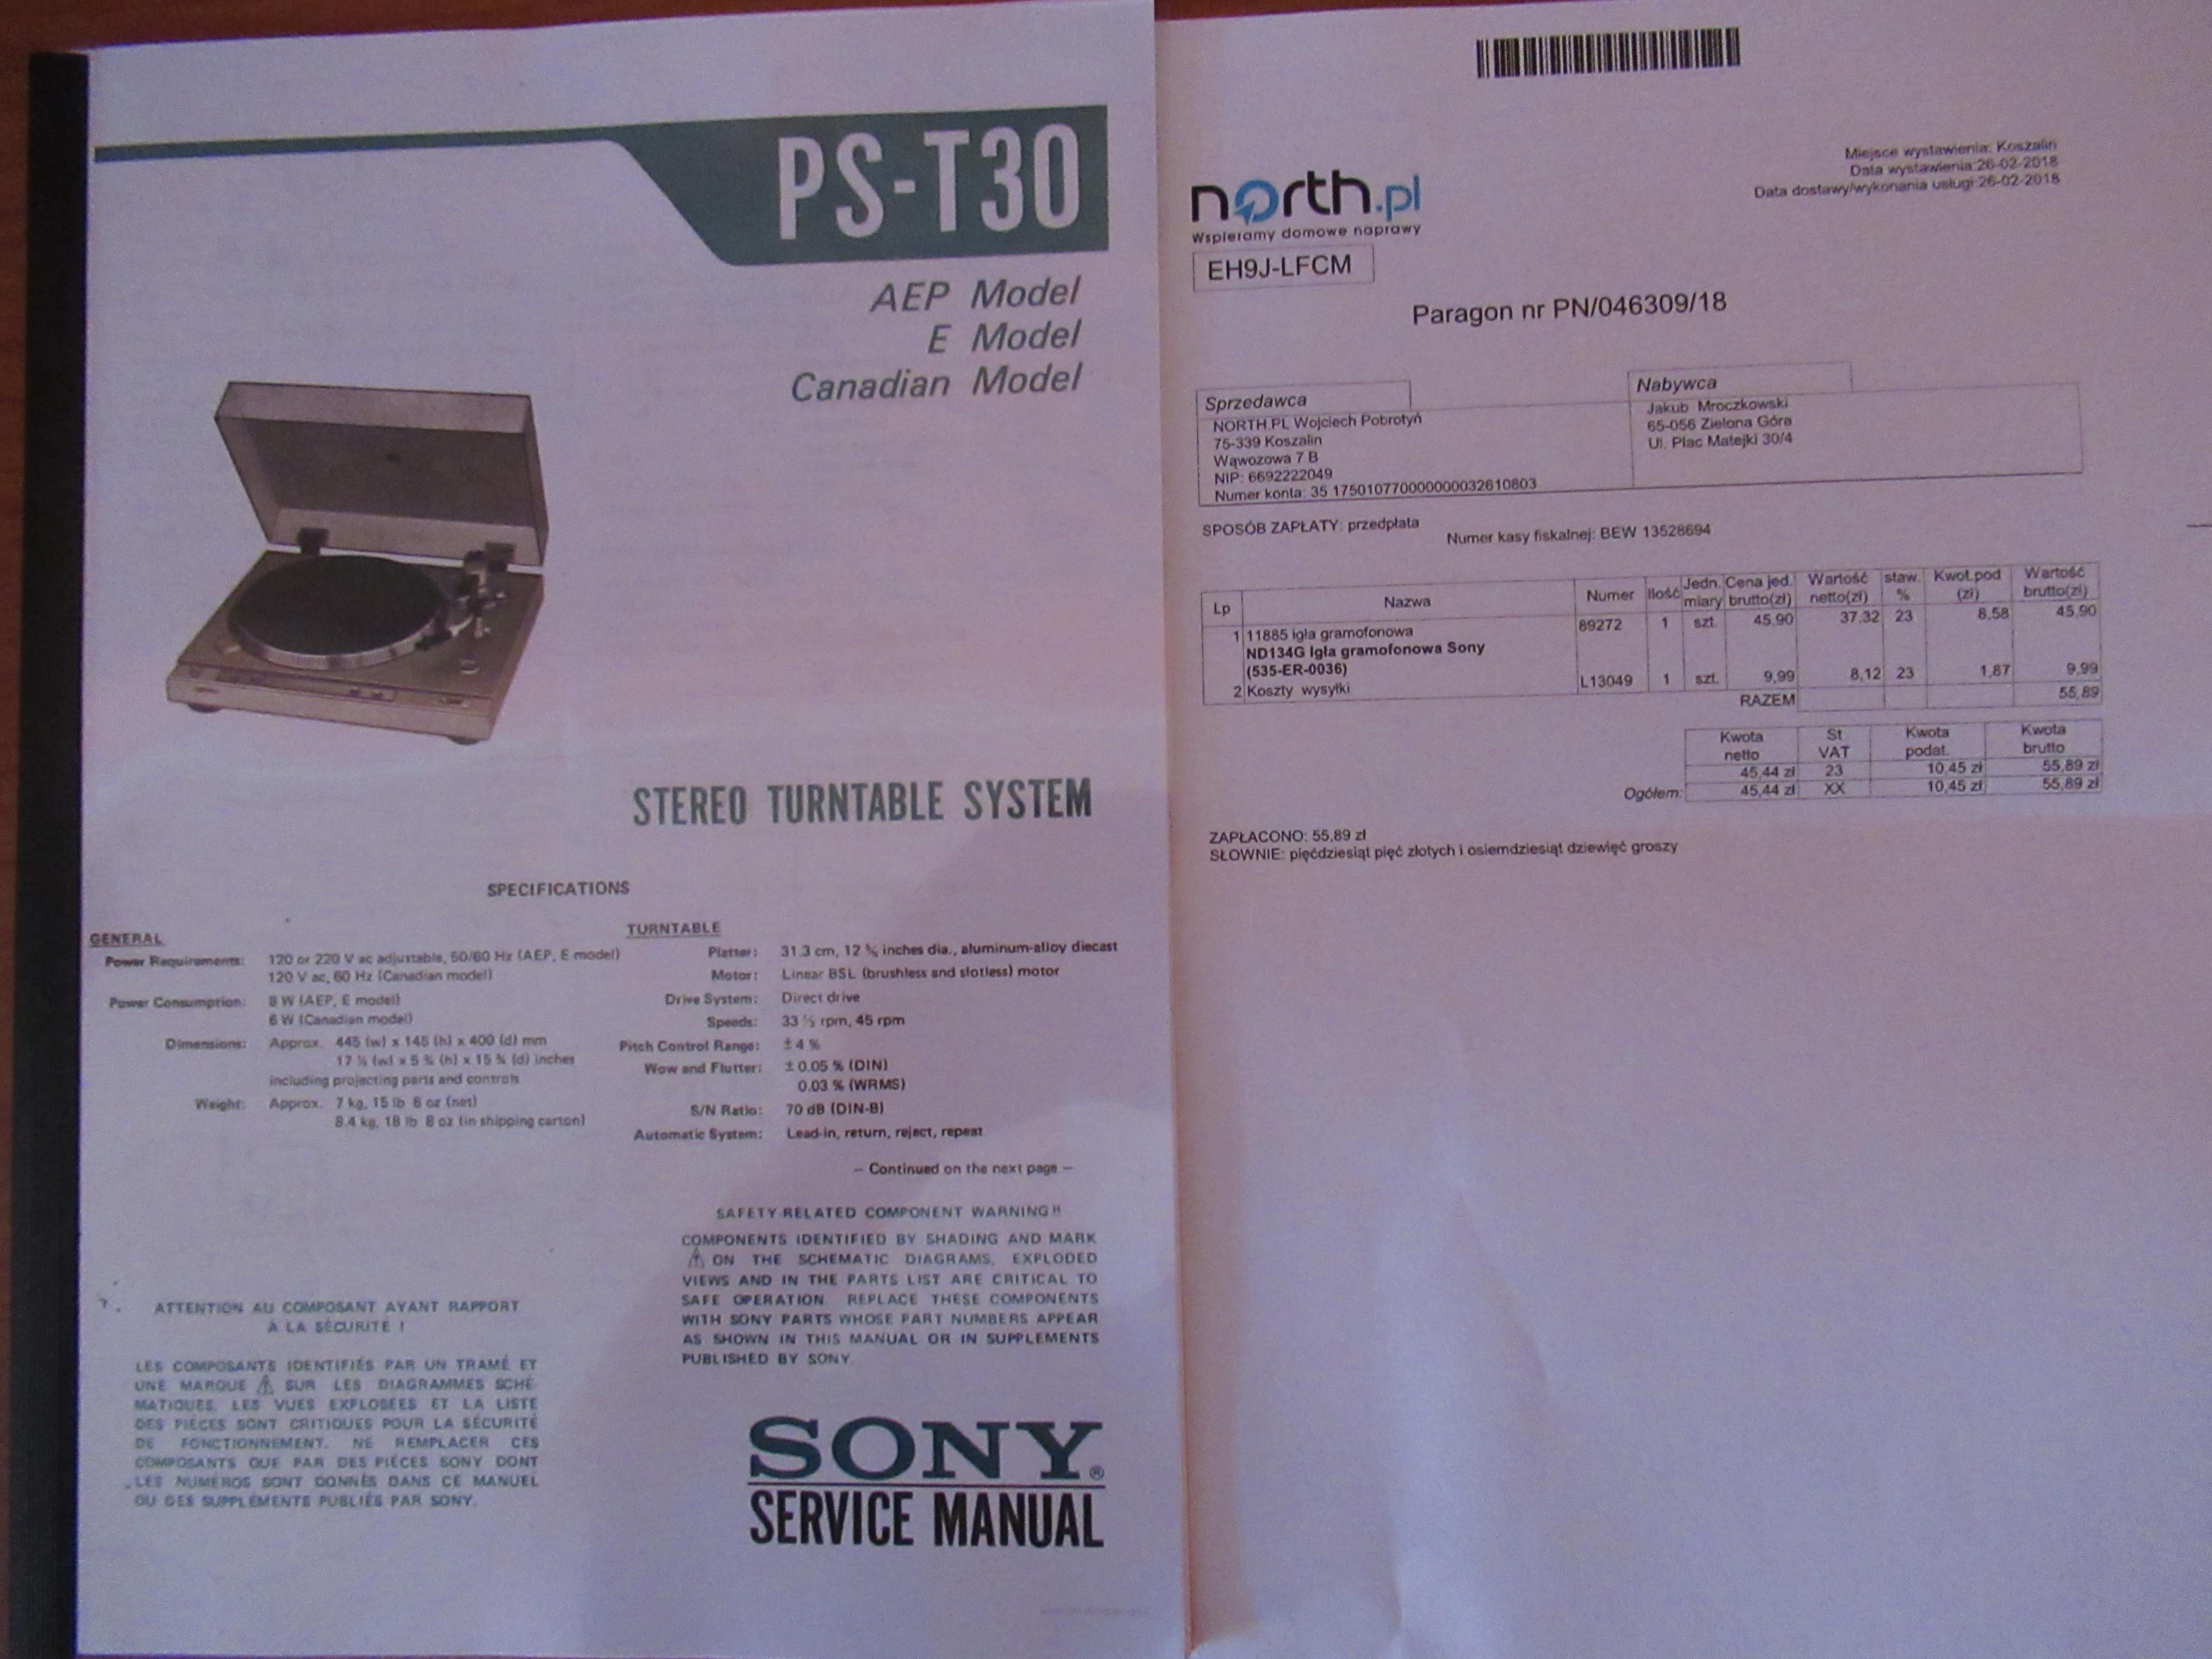 PS-T30
AEP Model
E Model
Canadian Model
STEREO TURNTABLE SYSTEM
SPECIFICATIONS
GENERAL
Power Requirements: 120 or 220 V ac adjustable, 50/60 Hz (AEP, E model)
120 V ac, 60 Hz (Canadian model)
Power Consumption: 8 W (AEP, E model)
6 W (Canadian model)
Dimensions: Approx. 445 (w) x 145 (h) x 400 (d) mm
17 (w) x 5 (h) x 15 (d) inches
including projecting parts and controls
Weight: Approx. 7 kg, 15 lb 6 oz (net)
8.4 kg, 18 lb 8 oz (in shipping carton)
TURNTABLE
Platter: 31.3 cm, 12 inches dia., aluminum-alloy diecast
Motor: Linear BSL (brushless and slotless) motor
Drive System: Direct drive
Speeds: 33 ⅓ rpm, 45 rpm
Pitch Control Range: ± 4 %
Wow and Flutter: ± 0.05 % (DIN)
0.03 % (WRMS)
S/N Ratio: 70 dB (DIN-B)
Automatic System: Lead-in, return, reject, repeat
– Continued on the next page –
SAFETY-RELATED COMPONENT WARNING!!
COMPONENTS IDENTIFIED BY SHADING AND MARK
⚠ ON THE SCHEMATIC DIAGRAMS, EXPLODED
VIEWS AND IN THE PARTS LIST ARE CRITICAL TO
SAFE OPERATION. REPLACE THESE COMPONENTS
WITH SONY PARTS WHOSE PART NUMBERS APPEAR
AS SHOWN IN THIS MANUAL OR IN SUPPLEMENTS
PUBLISHED BY SONY.
ATTENTION AU COMPOSANT AYANT RAPPORT
À LA SÉCURITÉ !
LES COMPOSANTS IDENTIFIÉS PAR UN TRAMÉ ET
UNE MARQUE ⚠ SUR LES DIAGRAMMES SCHÉ-
MATIQUES, LES VUES EXPLOSÉES ET LA LISTE
DES PIÈCES SONT CRITIQUES POUR LA SÉCURITÉ
DE FONCTIONNEMENT. NE REMPLACER CES
COMPOSANTS QUE PAR DES PIÈCES SONY DONT
LES NUMÉROS SONT DONNÉS DANS CE MANUEL
OU DES SUPPLÉMENTS PUBLIÉS PAR SONY.
SONY®
SERVICE MANUAL
Miejsce wystawienia: Koszalin
Data wystawienia:26-02-2018
Data dostawy/wykonania usługi:26-02-2018
north.pl
Wspieramy domowe naprawy
EH9J-LFCM
Paragon nr PN/046309/18
Sprzedawca
NORTH.PL Wojciech Pobrotyń
75-339 Koszalin
Wąwozowa 7 B
NIP: 6692222049
Numer konta: 35 175010770000000032610803
Nabywca
Jakub Mroczkowski
65-056 Zielona Góra
Ul. Plac Matejki 30/4
SPOSÓB ZAPŁATY: przedpłata
Numer kasy fiskalnej: BEW 13528694
Lp Nazwa Numer Ilość Jedn. miary Cena jed. brutto(zł) Wartość netto(zł) staw. % Kwot.pod (zł) Wartość brutto(zł)
1 11885 igła gramofonowa 89272 1 szt. 45,90 37,32 23 8,58 45,90
ND134G Igła gramofonowa Sony
(535-ER-0036)
2 Koszty wysyłki L13049 1 szt. 9,99 8,12 23 1,87 9,99
RAZEM 55,89
Kwota netto St VAT Kwota podat. Kwota brutto
45,44 zł 23 10,45 zł 55,89 zł
Ogółem: 45,44 zł XX 10,45 zł 55,89 zł
ZAPŁACONO: 55,89 zł
SŁOWNIE: pięćdziesiąt pięć złotych i osiemdziesiąt dziewięć groszy